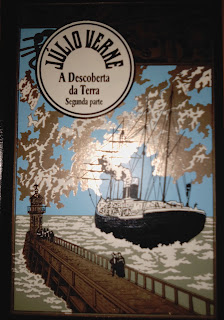 JÚLIO VERNE
A Descoberta
da Terra
Segunda parte